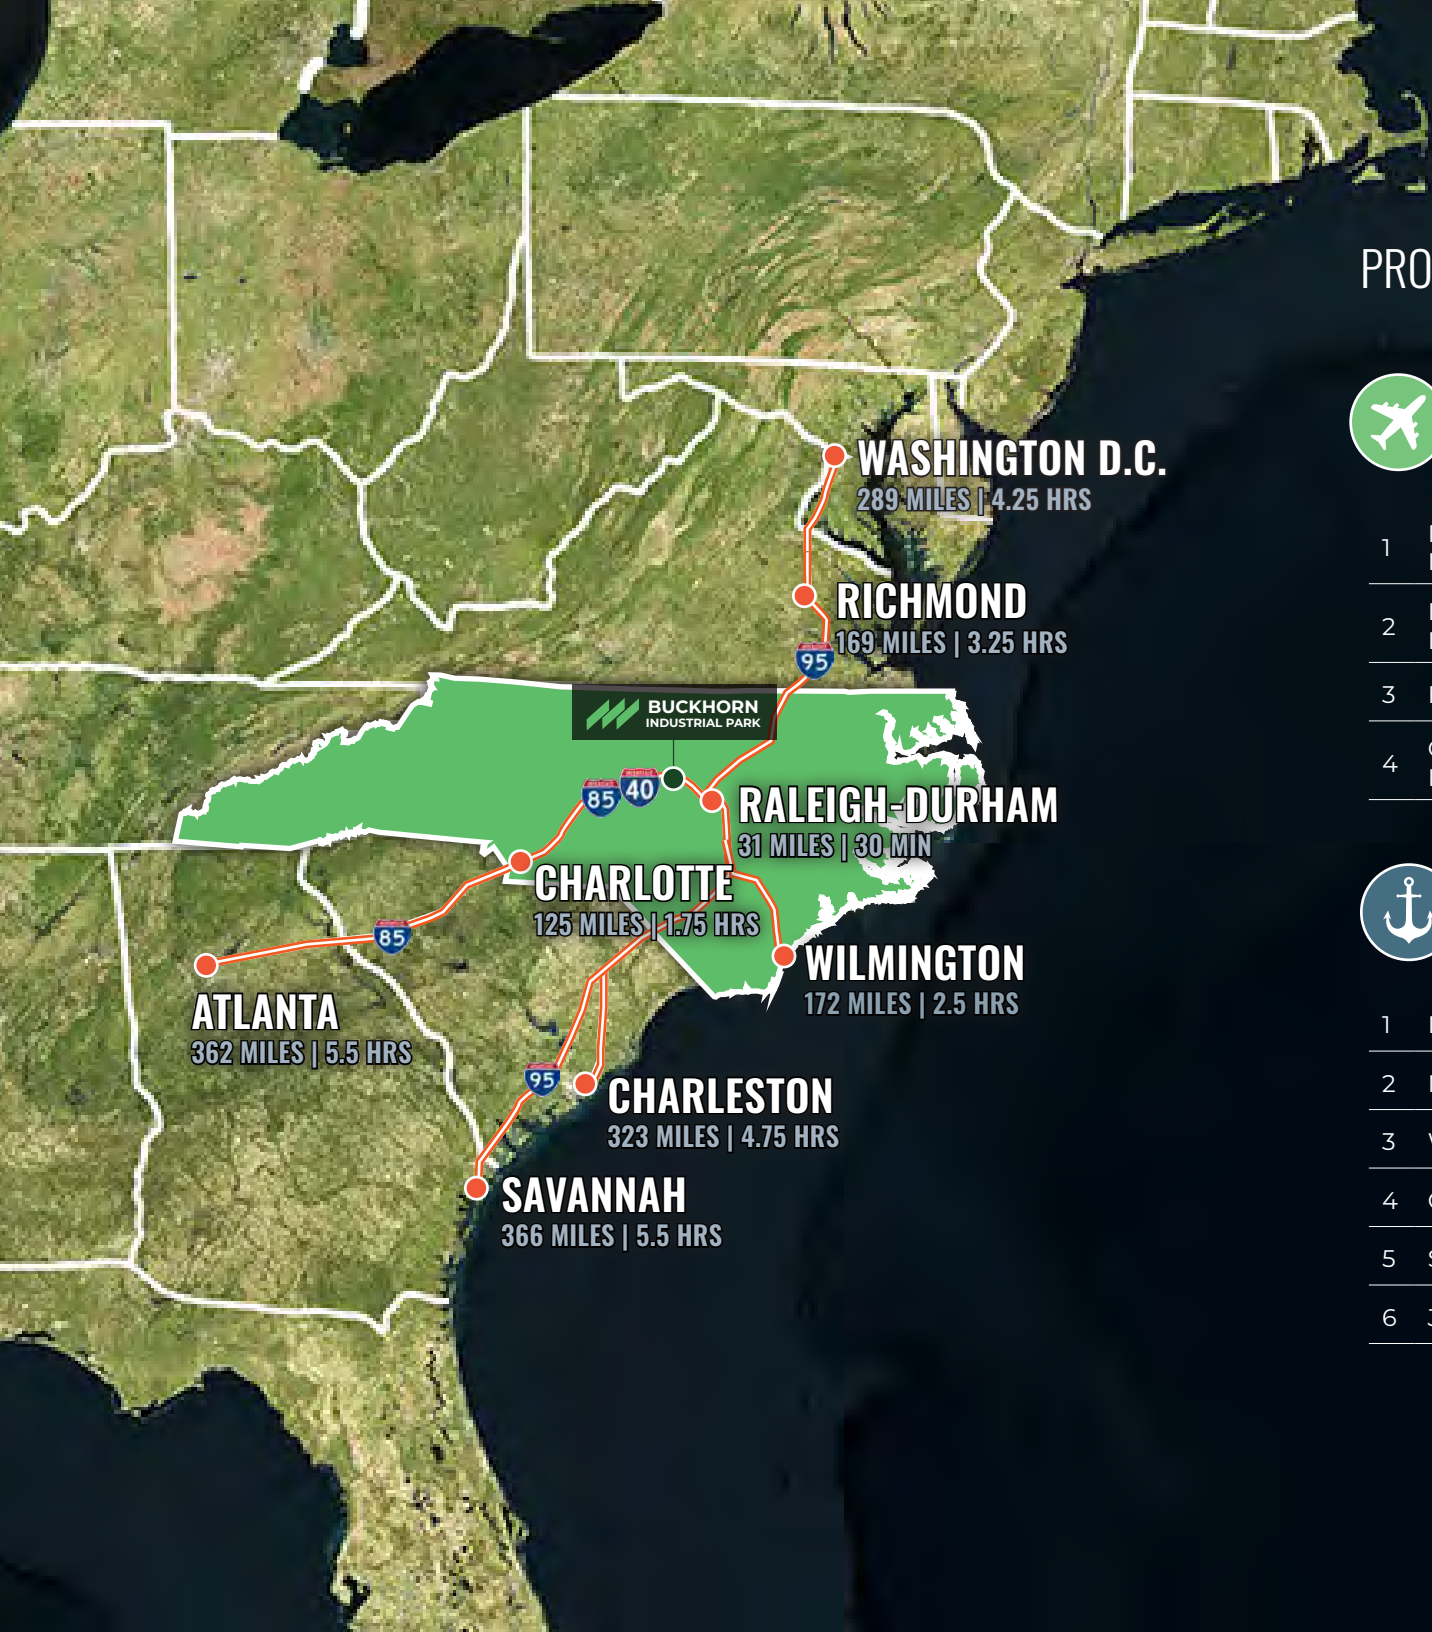 PRO
WASHINGTON D.C.
289 MILES | 4.25 HRS
1
RICHMOND
169 MILES | 3.25 HRS
2
95
3
BUCKHORN
INDUSTRIAL PARK
4
85
40
RALEIGH-DURHAM
31 MILES | 30 MIN
CHARLOTTE
125 MILES | 1.75 HRS
85
WILMINGTON
172 MILES | 2.5 HRS
ATLANTA
362 MILES | 5.5 HRS
1
95
CHARLESTON
323 MILES | 4.75 HRS
2
3
SAVANNAH
366 MILES | 5.5 HRS
4
5
6